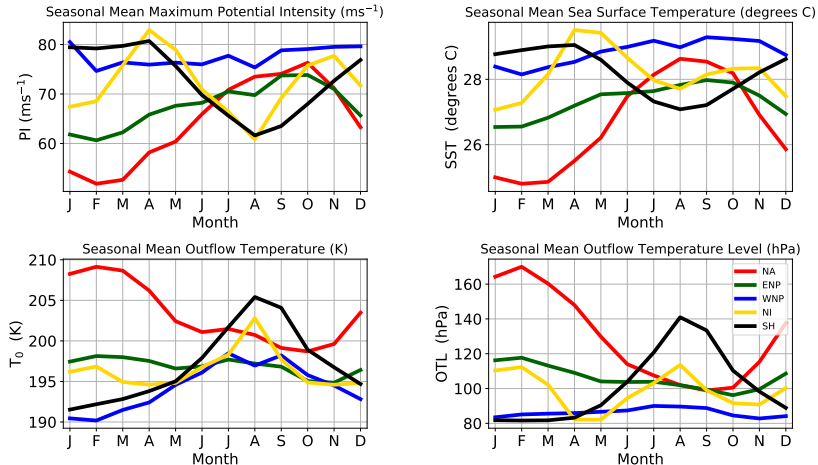 Seasonal Mean Maximum Potential Intensity (ms⁻¹)
PI (ms⁻¹)
80
70
60
J F M A M J J A S O N D
Month
Seasonal Mean Sea Surface Temperature (degrees C)
SST (degrees C)
28
26
J F M A M J J A S O N D
Month
Seasonal Mean Outflow Temperature (K)
T₀ (K)
210
205
200
195
190
J F M A M J J A S O N D
Month
Seasonal Mean Outflow Temperature Level (hPa)
OTL (hPa)
160
140
120
100
80
NA
ENP
WNP
NI
SH
J F M A M J J A S O N D
Month